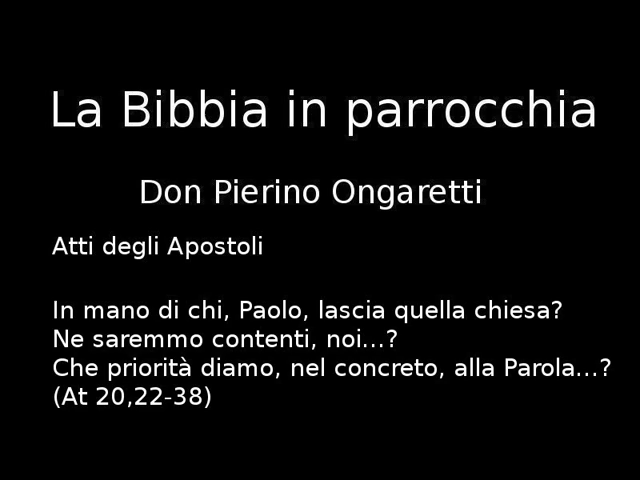 La Bibbia in parrocchia
Don Pierino Ongaretti
Atti degli Apostoli
In mano di chi, Paolo, lascia quella chiesa?
Ne saremmo contenti, noi...?
Che priorità diamo, nel concreto, alla Parola...?
(At 20,22-38)